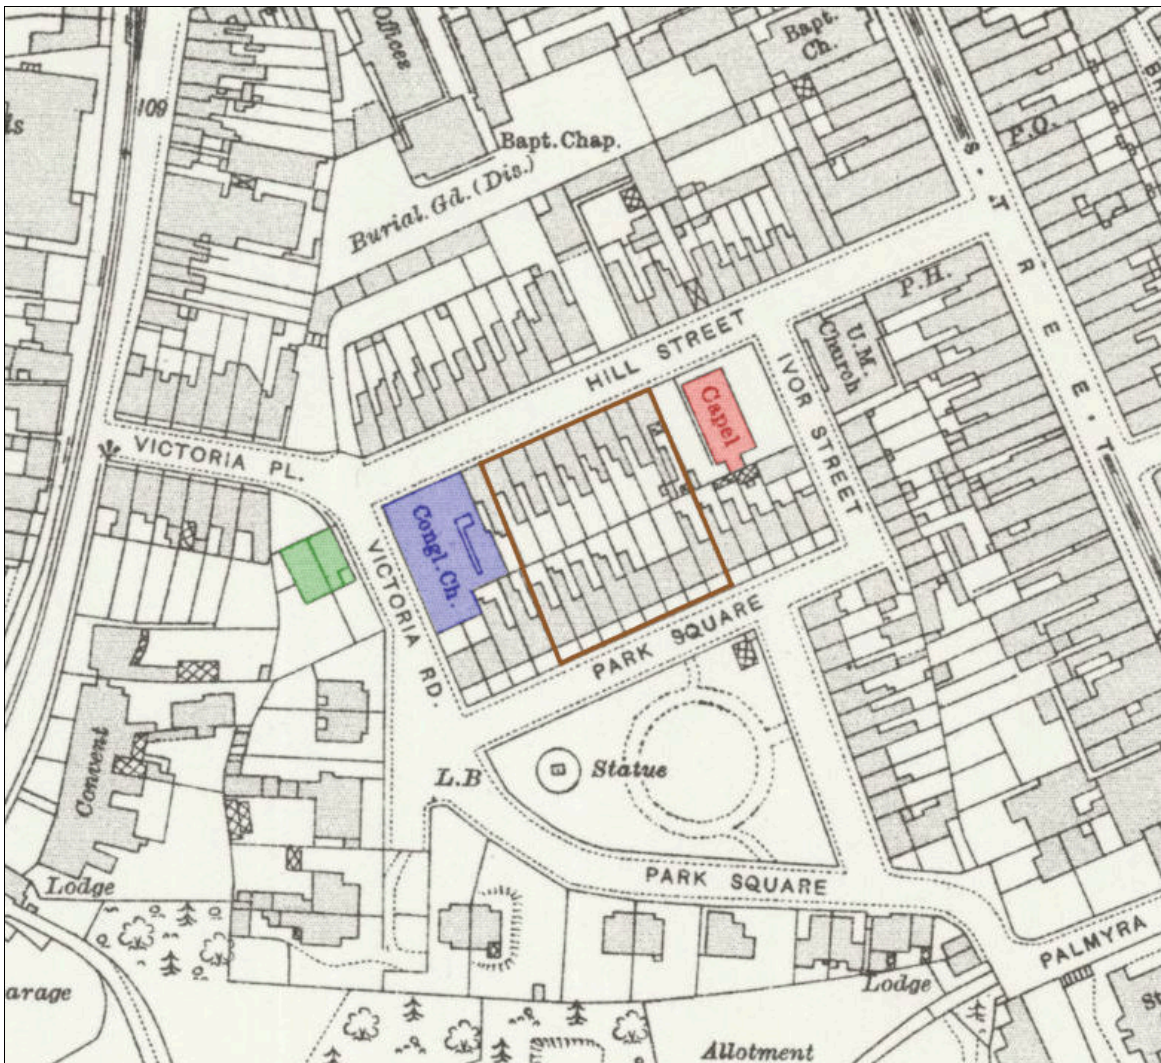 Offices
Bapt.
Ch.
109
P.O.
Bapt. Chap.
Burial. Gd. (Dis.)
S. TREET
P.H.
U.M.
Church
HILL STREET
IVOR STREET
Capel
VICTORIA PL.
Congl. Ch.
VICTORIA RD.
PARK SQUARE
Convent
L.B
Statue
Lodge
PARK SQUARE
PALMYRA
Lodge
arage
Allotment